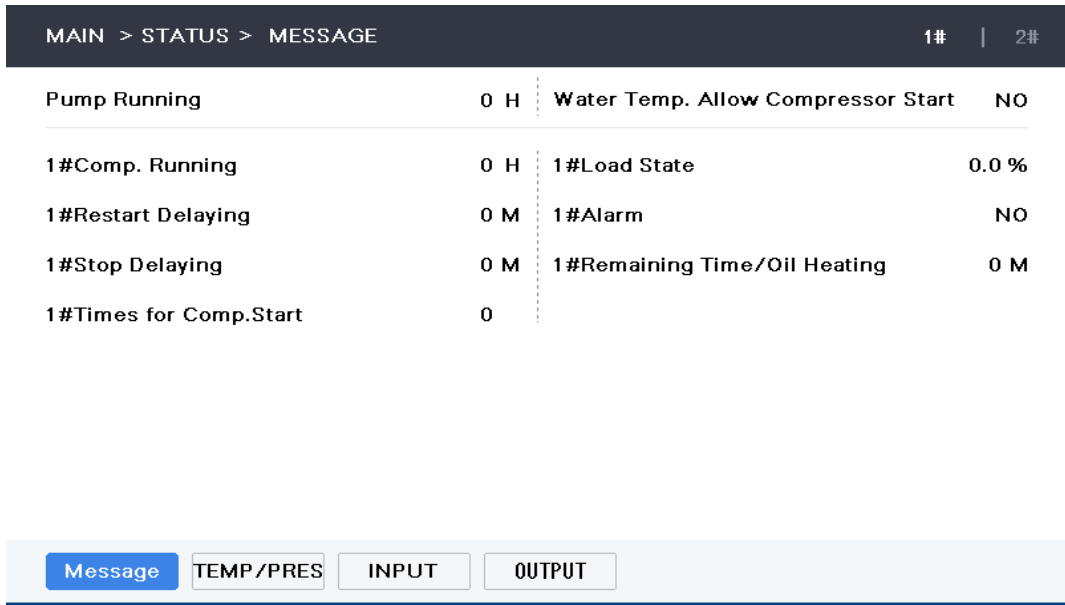 MAIN > STATUS > MESSAGE 1# | 2#
Pump Running 0 H Water Temp. Allow Compressor Start NO
1#Comp. Running 0 H 1#Load State 0.0 %
1#Restart Delaying 0 M 1#Alarm NO
1#Stop Delaying 0 M 1#Remaining Time/Oil Heating 0 M
1#Times for Comp.Start 0
Message TEMP/PRES INPUT OUTPUT